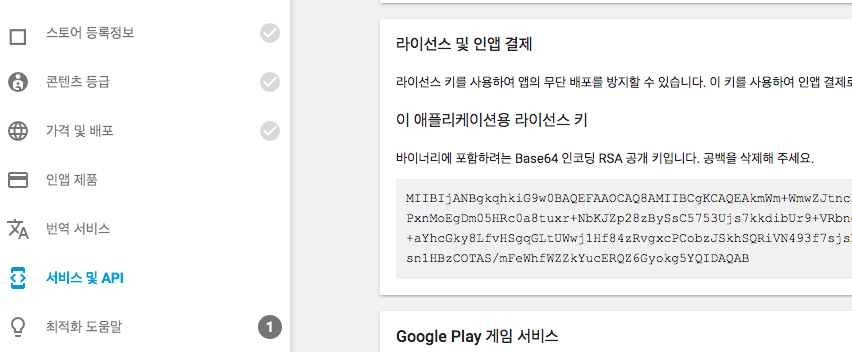 스토어 등록정보
콘텐츠 등급
가격 및 배포
인앱 제품
번역 서비스
서비스 및 API
최적화 도움말 1
라이선스 및 인앱 결제
라이선스 키를 사용하여 앱의 무단 배포를 방지할 수 있습니다. 이 키를 사용하여 인앱 결제로
이 애플리케이션용 라이선스 키
바이너리에 포함하려는 Base64 인코딩 RSA 공개 키입니다. 공백을 삭제해 주세요.
MIIBIjANBgkqhkiG9w0BAQEFAAOCAQ8AMIIBCgKCAQEAkmWm+WmwZJtnc
PxnMoEgDm05HRc0a8tuxr+NbKJZp28zBySsC5753Ujs7kkdibUr9+VRbn
+aYhcGky8LfvHSgqGLtUWwj1Hf84zRvgxcPCobzJSkhSQRiVN493f7sjs
sn1HBzCOTAS/mFeWhfWZZkYucERQZ6Gyokg5YQIDAQAB
Google Play 게임 서비스